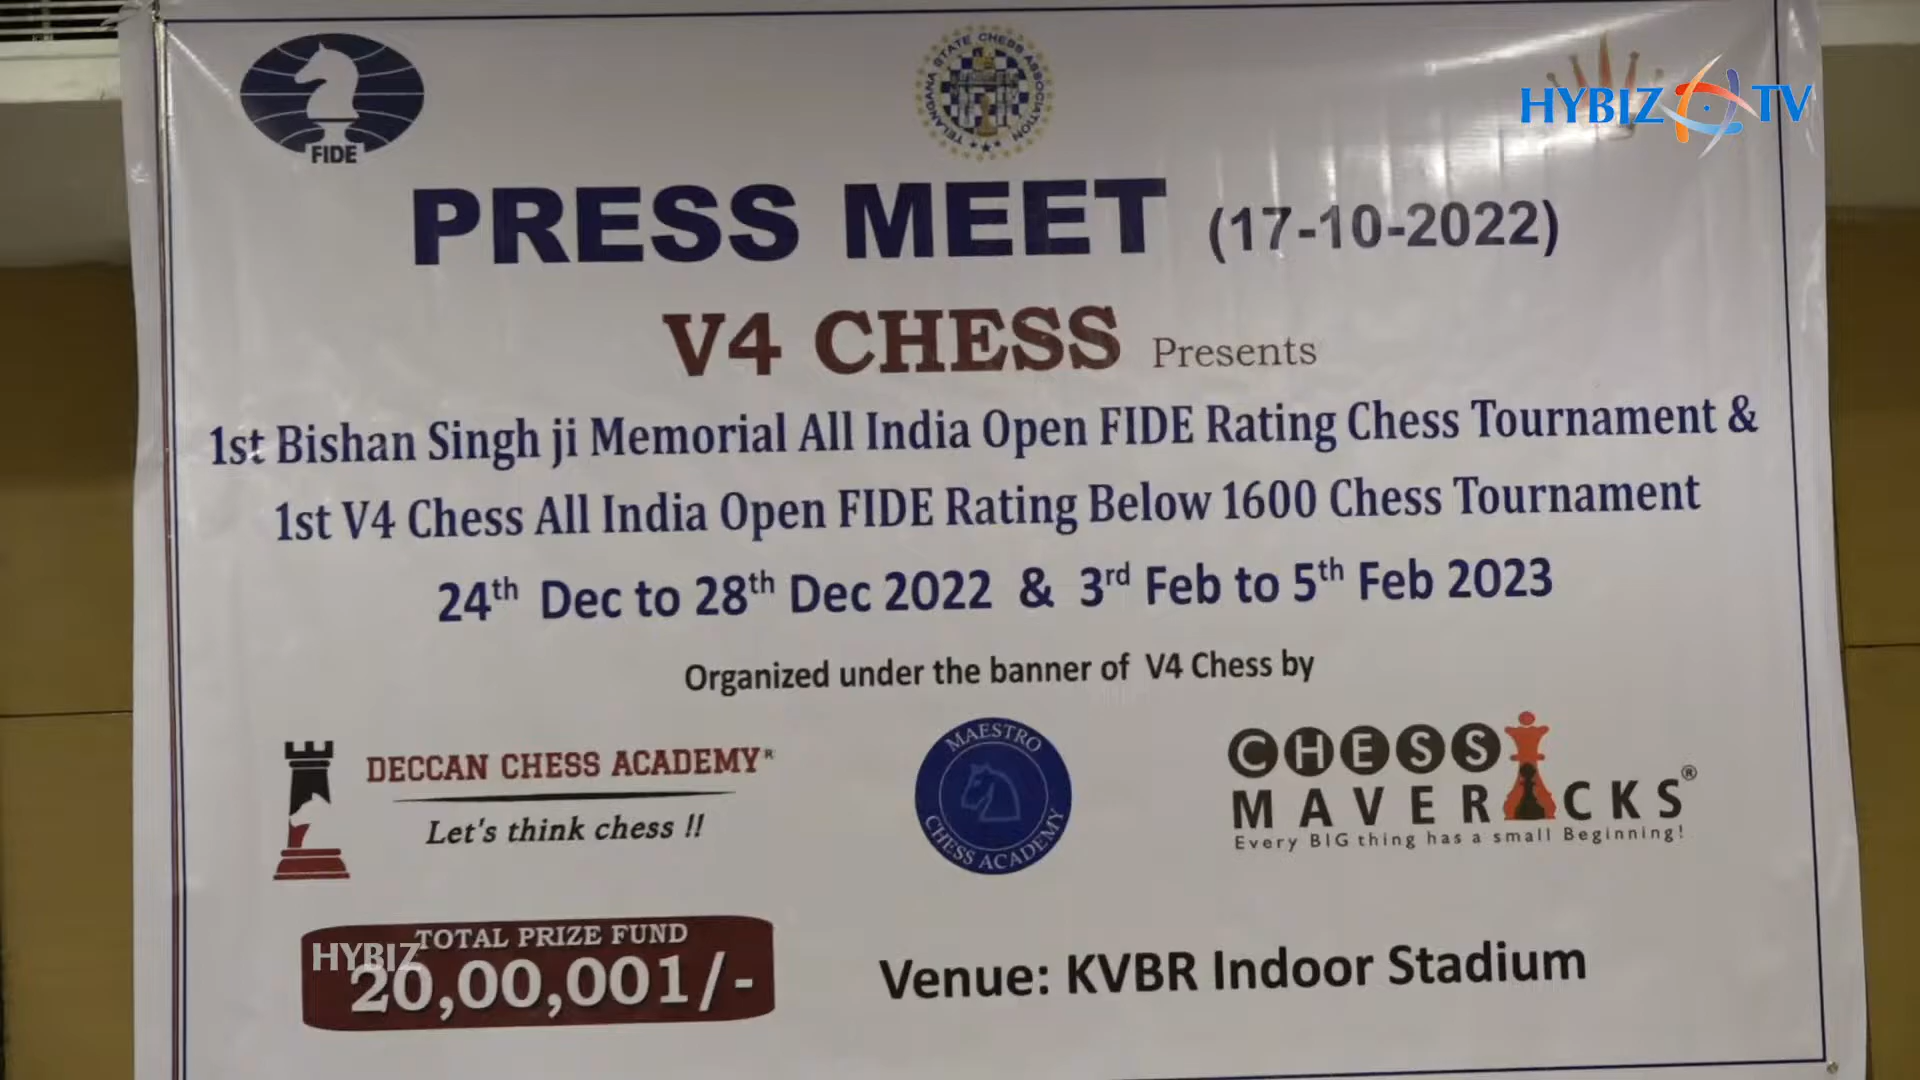 FIDE
TELANGANA STATE CHESS ASSOCIATION
HYBIZ TV
PRESS MEET (17-10-2022)
V4 CHESS Presents
1st Bishan Singh ji Memorial All India Open FIDE Rating Chess Tournament &
1st V4 Chess All India Open FIDE Rating Below 1600 Chess Tournament
24th Dec to 28th Dec 2022 & 3rd Feb to 5th Feb 2023
Organized under the banner of V4 Chess by
DECCAN CHESS ACADEMY®
Let's think chess !!
MAESTRO
CHESS ACADEMY
CHESS
MAVERICKS®
Every BIG thing has a small Beginning!
TOTAL PRIZE FUND
HYBIZ
20,00,001/-
Venue: KVBR Indoor Stadium